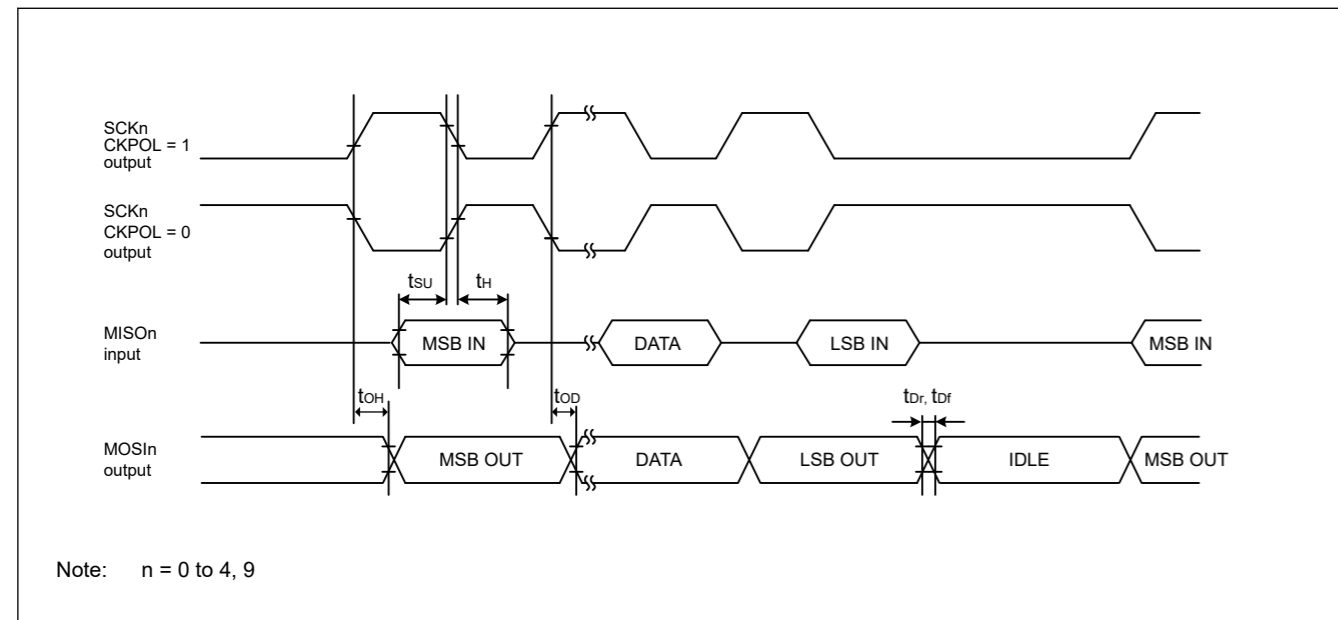 SCKn
CKPOL = 1
output
SCKn
CKPOL = 0
output
tSU
tH
MISOn
input
MSB IN
DATA
LSB IN
MSB IN
tOH
tOD
tDr, tDf
MOSIn
output
MSB OUT
DATA
LSB OUT
IDLE
MSB OUT
Note: n = 0 to 4, 9